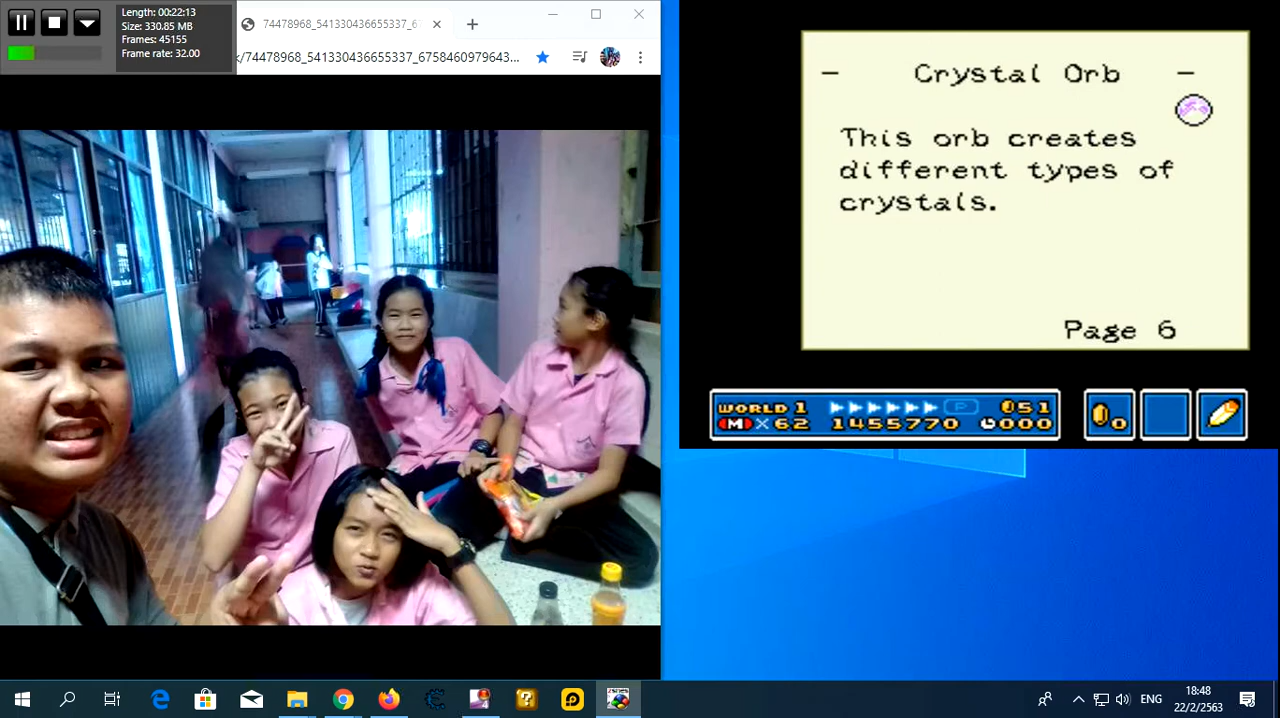 Length: 00:22:13
Size: 330.85 MB
Frames: 45155
Frame rate: 32.00
74478968_541330436655337_67
/74478968_541330436655337_6758460979643...
– Crystal Orb –
This orb creates
different types of
crystals.
Page 6
WORLD 1 P 051
M × 62 1455770 000
0
ENG
18:48
22/2/2563